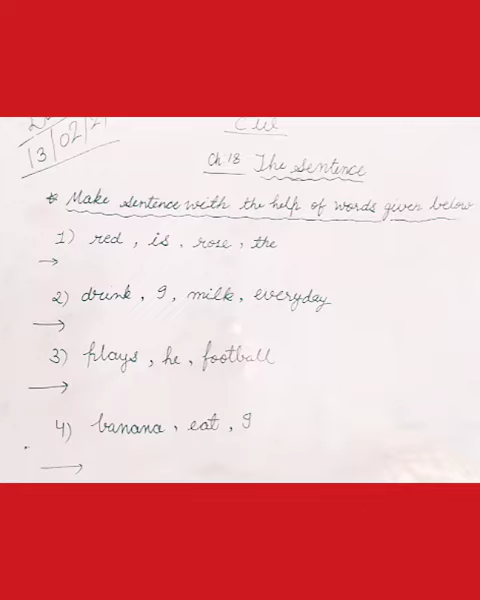 13/02/21
C.W
Ch-18 The Sentence
* Make sentence with the help of words given below
1) red, is, rose, the
→
2) drink, I, milk, everyday
→
3) plays, he, football
→
4) banana, eat, I
→